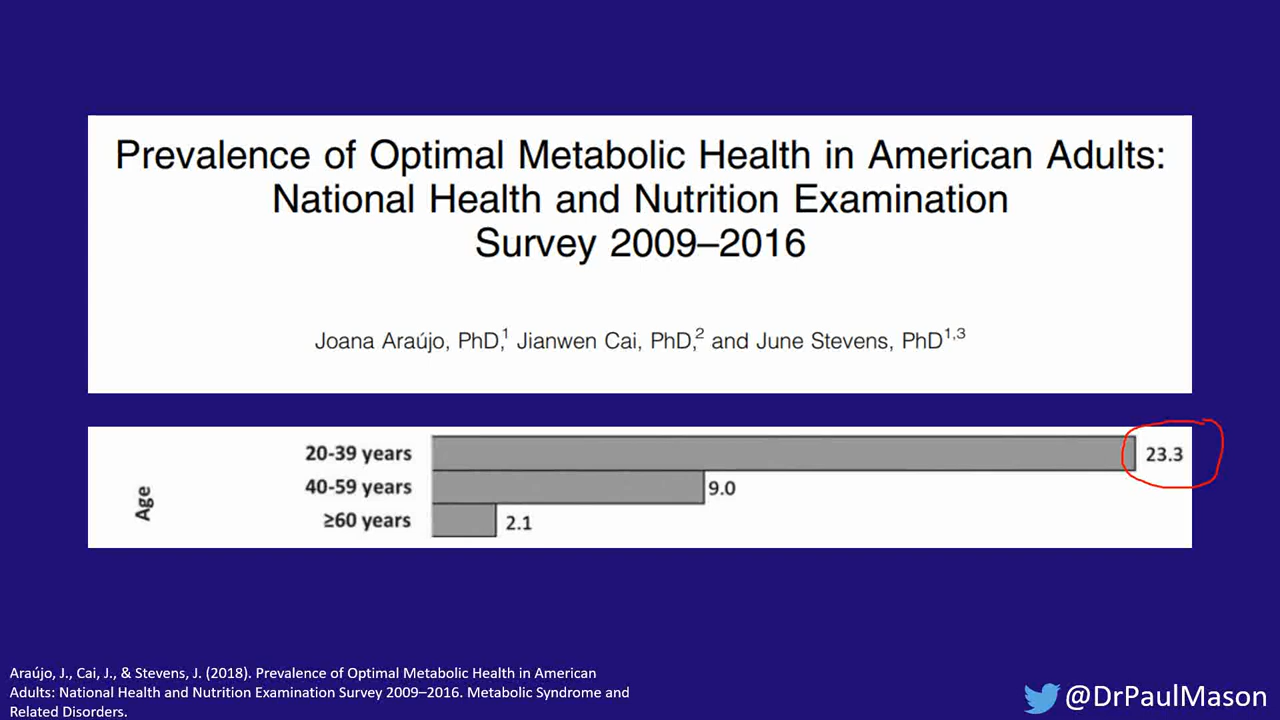 Prevalence of Optimal Metabolic Health in American Adults:
National Health and Nutrition Examination
Survey 2009–2016
Joana Araújo, PhD,1 Jianwen Cai, PhD,2 and June Stevens, PhD1,3
Age
20-39 years 23.3
40-59 years 9.0
≥60 years 2.1
Araújo, J., Cai, J., & Stevens, J. (2018). Prevalence of Optimal Metabolic Health in American
Adults: National Health and Nutrition Examination Survey 2009–2016. Metabolic Syndrome and
Related Disorders.
@DrPaulMason